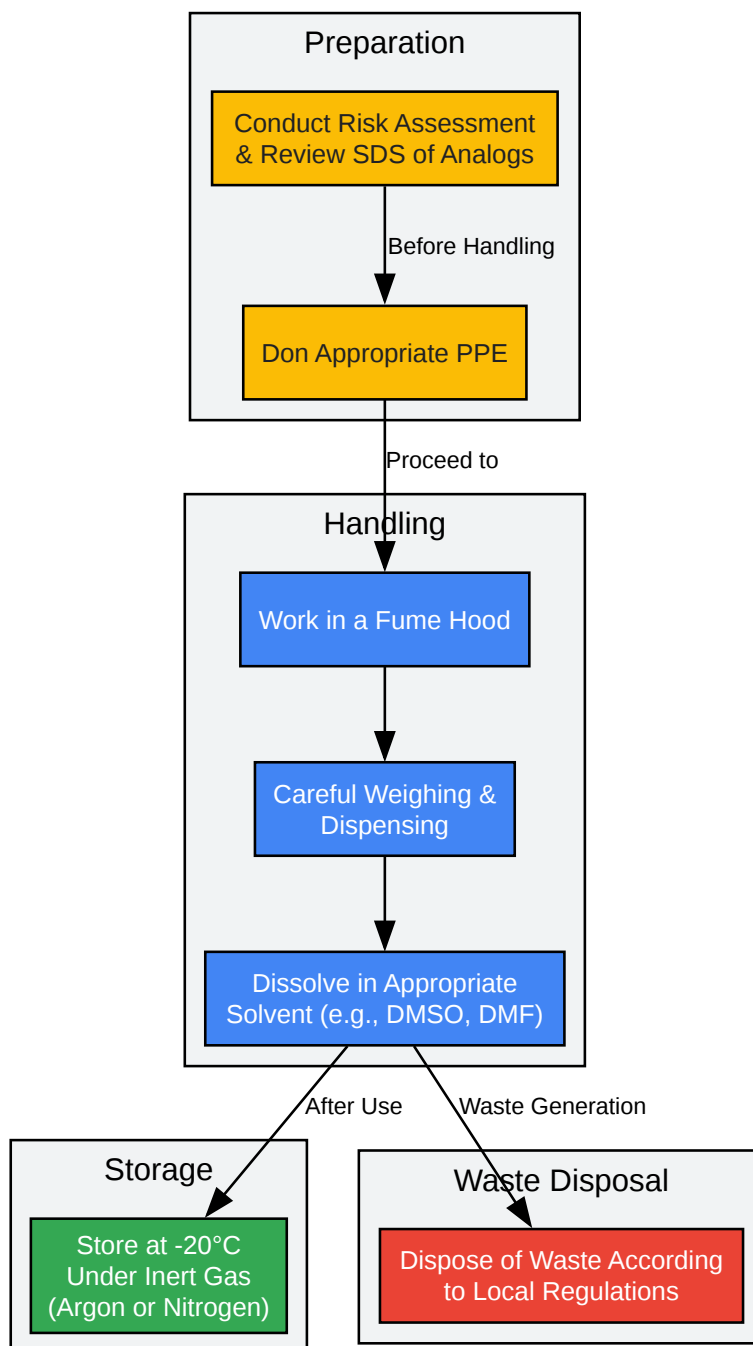 Preparation
Conduct Risk Assessment
& Review SDS of Analogs
Before Handling
Don Appropriate PPE
Proceed to
Handling
Work in a Fume Hood
Careful Weighing &
Dispensing
Dissolve in Appropriate
Solvent (e.g., DMSO, DMF)
After Use
Waste Generation
Storage
Store at -20°C
Under Inert Gas
(Argon or Nitrogen)
Waste Disposal
Dispose of Waste According
to Local Regulations